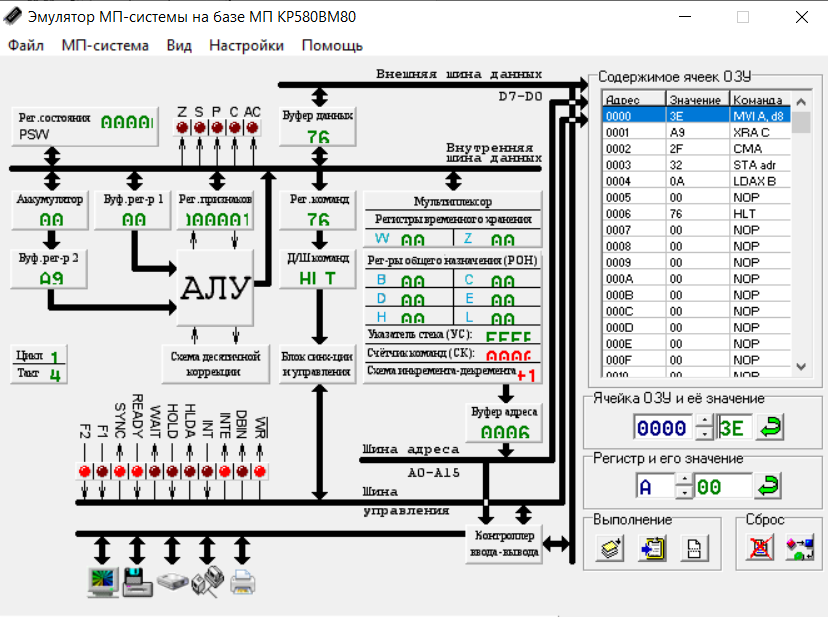 Эмулятор МП-системы на базе МП КР580ВМ80
Файл МП-система Вид Настройки Помощь
Внешняя шина данных
D7-D0
Рег.состояния
PSW
Z S P C AC
Буфер данных
76
Внутренняя
шина данных
Аккумулятор
00
Буф.рег-р 1
00
Рег.признаков
Рег.команд
76
Мультиплексор
Регистры временного хранения
W 00 Z 00
Буф.рег-р 2
A9
АЛУ
Д/Ш команд
HLT
Рег-ры общего назначения (РОН)
B 00 C 00
D 00 E 00
H 00 L 00
Указатель стека (УС): FFFF
Счётчик команд (СК): 0006
Схема инкремента-декремента +1
Цикл 1
Такт 4
Схема десятичной
коррекции
Блок синх-ции
и управления
Буфер адреса
0006
F2 F1 SYNC READY WAIT HOLD HLDA INT INTE DBIN WR
Шина адреса
A0-A15
Шина
управления
Контроллер
ввода-вывода
Содержимое ячеек ОЗУ
Адрес Значение Команда
0000 3E MVI A, d8
0001 A9 XRA C
0002 2F CMA
0003 32 STA adr
0004 0A LDAX B
0005 00 NOP
0006 76 HLT
0007 00 NOP
0008 00 NOP
0009 00 NOP
000A 00 NOP
000B 00 NOP
000C 00 NOP
000D 00 NOP
000E 00 NOP
000F 00 NOP
0010 00 NOP
Ячейка ОЗУ и её значение
0000 3E
Регистр и его значение
A 00
Выполнение
Сброс